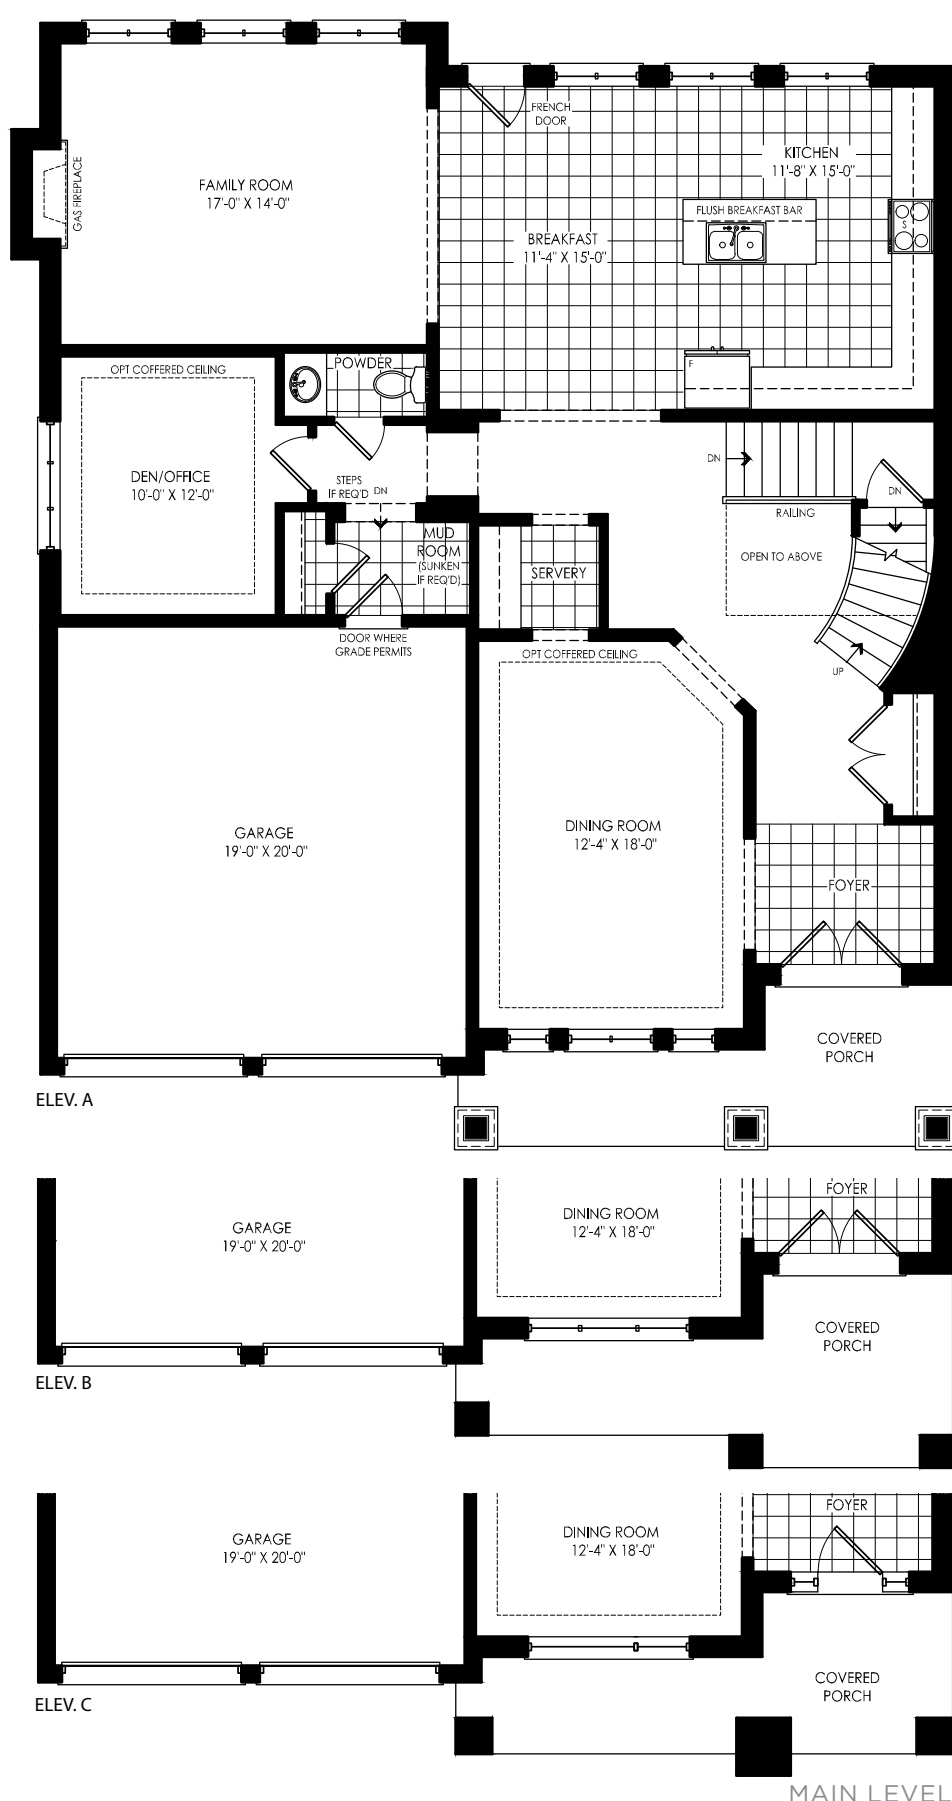 FRENCH
DOOR
KITCHEN
11'-8" X 15'-0"
GAS FIREPLACE
FAMILY ROOM
17'-0" X 14'-0"
FLUSH BREAKFAST BAR
S
BREAKFAST
11'-4" X 15'-0"
POWDER
F
OPT COFFERED CEILING
DEN/OFFICE
10'-0" X 12'-0"
STEPS
IF REQ'D
DN
DN
DN
RAILING
MUD
ROOM
(SUNKEN
IF REQ'D)
OPEN TO ABOVE
SERVERY
DOOR WHERE
GRADE PERMITS
OPT COFFERED CEILING
UP
GARAGE
19'-0" X 20'-0"
DINING ROOM
12'-4" X 18'-0"
FOYER
COVERED
PORCH
ELEV. A
FOYER
GARAGE
19'-0" X 20'-0"
DINING ROOM
12'-4" X 18'-0"
COVERED
PORCH
ELEV. B
FOYER
GARAGE
19'-0" X 20'-0"
DINING ROOM
12'-4" X 18'-0"
COVERED
PORCH
ELEV. C
MAIN LEVEL